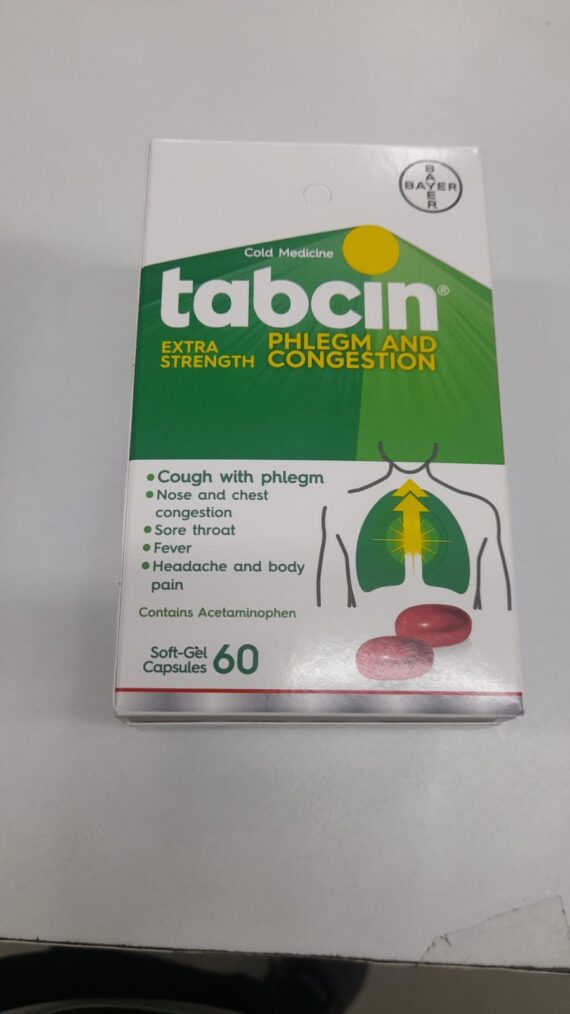 BAYER
BAYER
Cold Medicine
tabcin®
EXTRA STRENGTH
PHLEGM AND CONGESTION
• Cough with phlegm
• Nose and chest
congestion
• Sore throat
• Fever
• Headache and body
pain
Contains Acetaminophen
Soft-Gel
Capsules 60